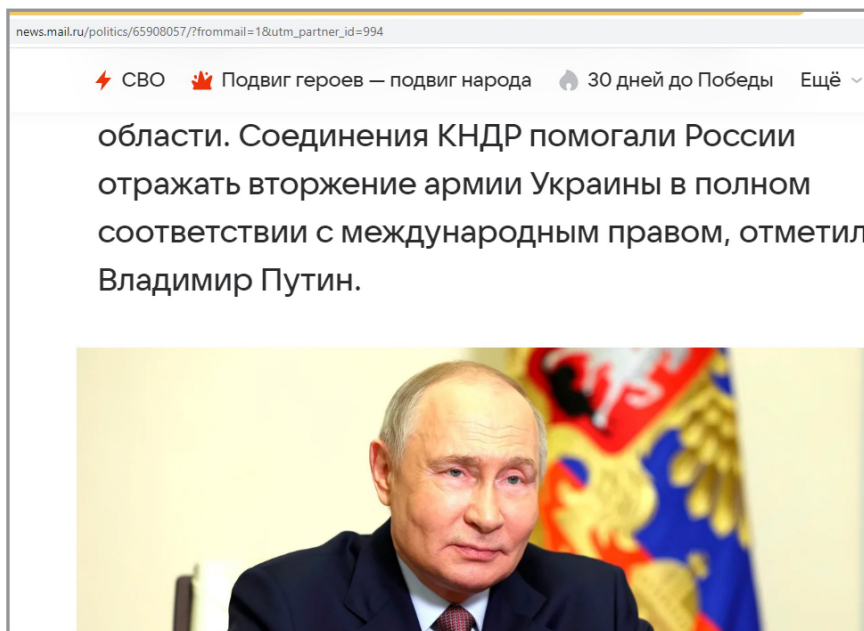 news.mail.ru/politics/65908057/?frommail=1&utm_partner_id=994
СВО Подвиг героев — подвиг народа 30 дней до Победы Ещё
области. Соединения КНДР помогали России
отражать вторжение армии Украины в полном
соответствии с международным правом, отметил
Владимир Путин.